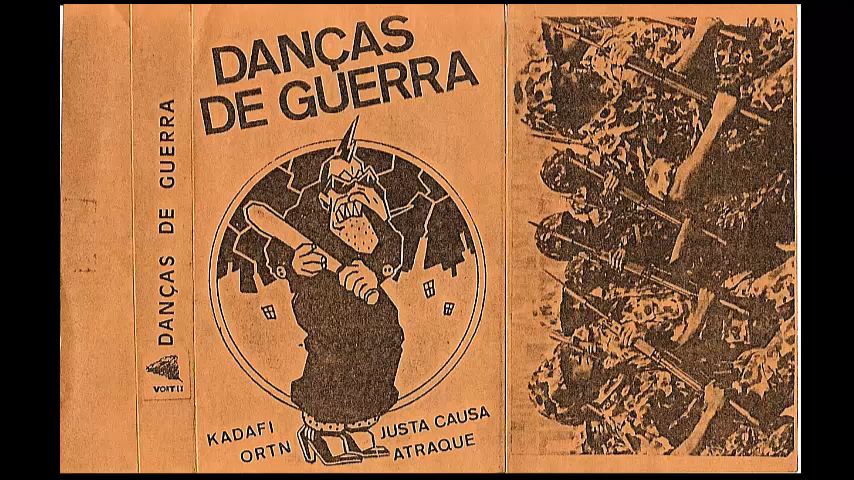 DANÇAS
DE GUERRA
DANÇAS DE GUERRA
KADAFI
ORTN
JUSTA CAUSA
ATRAQUE